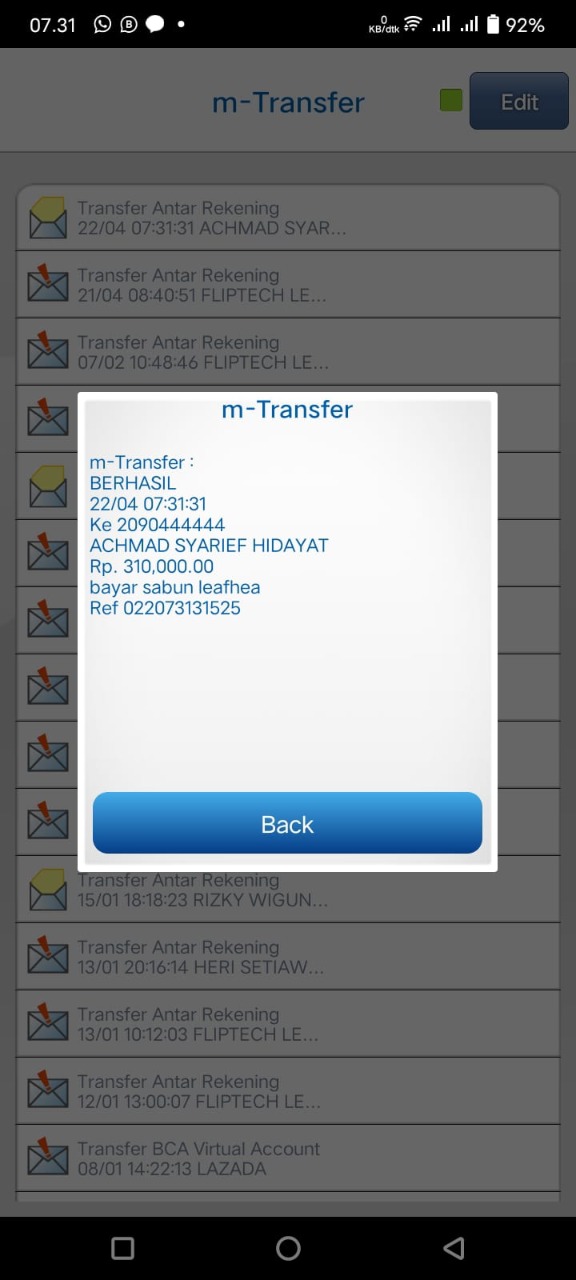 07.31
B
0 KB/dtk
92%
m-Transfer
Edit
Transfer Antar Rekening
22/04 07:31:31 ACHMAD SYAR...
Transfer Antar Rekening
21/04 08:40:51 FLIPTECH LE...
Transfer Antar Rekening
07/02 10:48:46 FLIPTECH LE...
m-Transfer
m-Transfer :
BERHASIL
22/04 07:31:31
Ke 2090444444
ACHMAD SYARIEF HIDAYAT
Rp. 310,000.00
bayar sabun leafhea
Ref 022073131525
Back
Transfer Antar Rekening
15/01 18:18:23 RIZKY WIGUN...
Transfer Antar Rekening
13/01 20:16:14 HERI SETIAW...
Transfer Antar Rekening
13/01 10:12:03 FLIPTECH LE...
Transfer Antar Rekening
12/01 13:00:07 FLIPTECH LE...
Transfer BCA Virtual Account
08/01 14:22:13 LAZADA